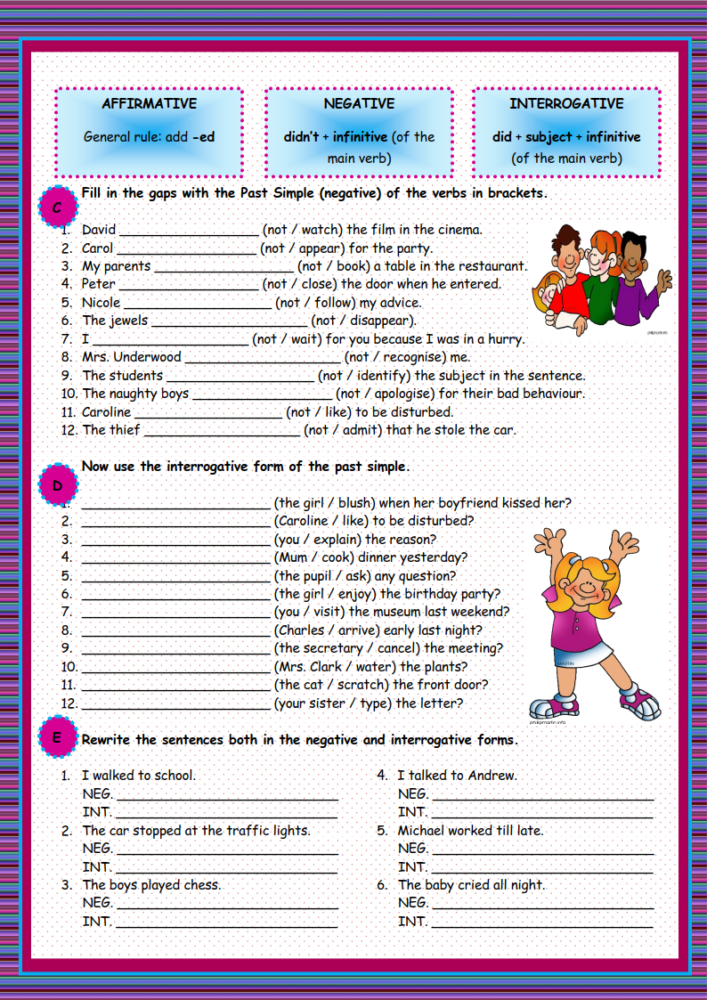 AFFIRMATIVE
General rule: add -ed
NEGATIVE
didn't + infinitive (of the
main verb)
INTERROGATIVE
did + subject + infinitive
(of the main verb)
C
Fill in the gaps with the Past Simple (negative) of the verbs in brackets.
1. David __________________ (not / watch) the film in the cinema.
2. Carol __________________ (not / appear) for the party.
3. My parents __________________ (not / book) a table in the restaurant.
4. Peter __________________ (not / close) the door when he entered.
5. Nicole ___________________ (not / follow) my advice.
6. The jewels ____________________ (not / disappear).
7. I ____________________ (not / wait) for you because I was in a hurry.
8. Mrs. Underwood ____________________ (not / recognise) me.
9. The students ___________________ (not / identify) the subject in the sentence.
10. The naughty boys __________________ (not / apologise) for their bad behaviour.
11. Caroline ___________________ (not / like) to be disturbed.
12. The thief ____________________ (not / admit) that he stole the car.
philipmartin.info
D
Now use the interrogative form of the past simple.
1. ________________________ (the girl / blush) when her boyfriend kissed her?
2. ________________________ (Caroline / like) to be disturbed?
3. ________________________ (you / explain) the reason?
4. ________________________ (Mum / cook) dinner yesterday?
5. ________________________ (the pupil / ask) any question?
6. ________________________ (the girl / enjoy) the birthday party?
7. ________________________ (you / visit) the museum last weekend?
8. ________________________ (Charles / arrive) early last night?
9. ________________________ (the secretary / cancel) the meeting?
10. ________________________ (Mrs. Clark / water) the plants?
11. ________________________ (the cat / scratch) the front door?
12. ________________________ (your sister / type) the letter?
MARTIN
philipmartin.info
E
Rewrite the sentences both in the negative and interrogative forms.
1. I walked to school.
NEG. ____________________________
INT. ____________________________
2. The car stopped at the traffic lights.
NEG. ____________________________
INT. ____________________________
3. The boys played chess.
NEG. ____________________________
INT. ____________________________
4. I talked to Andrew.
NEG. ____________________________
INT. ____________________________
5. Michael worked till late.
NEG. ____________________________
INT. ____________________________
6. The baby cried all night.
NEG. ____________________________
INT. ____________________________